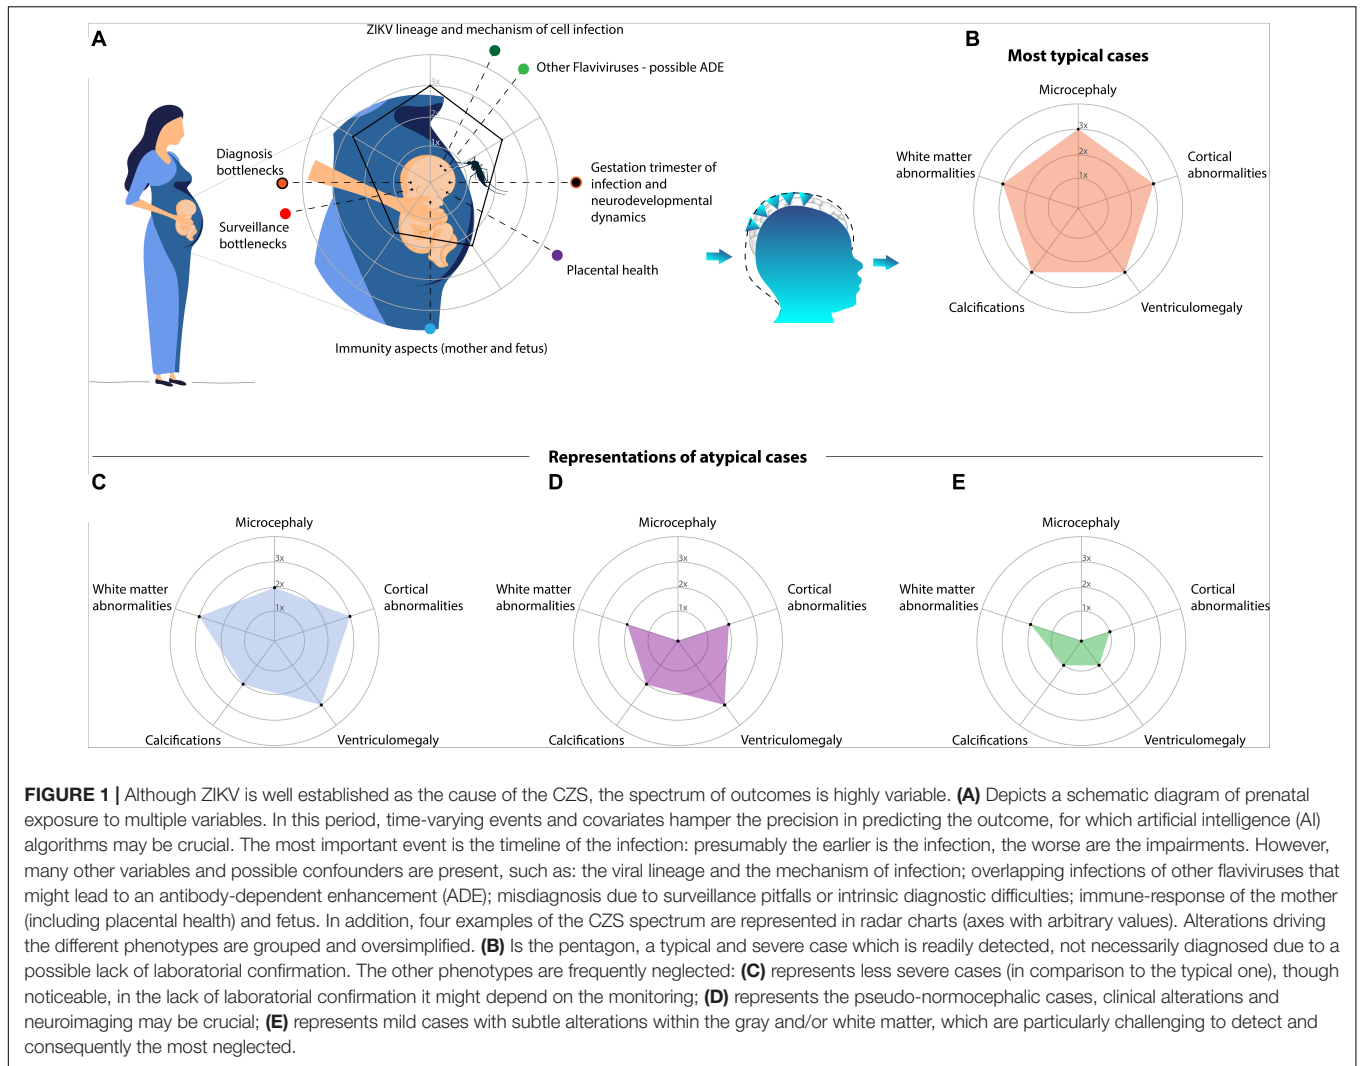 A
ZIKV lineage and mechanism of cell infection
Other Flaviviruses - possible ADE
3x
2x
1x
Diagnosis
bottlenecks
Surveillance
bottlenecks
Gestation trimester of
infection and
neurodevelopmental
dynamics
Placental health
Immunity aspects (mother and fetus)
B
Most typical cases
Microcephaly
3x
2x
1x
White matter
abnormalities
Cortical
abnormalities
Calcifications
Ventriculomegaly
Representations of atypical cases
C
Microcephaly
3x
2x
1x
White matter
abnormalities
Cortical
abnormalities
Calcifications
Ventriculomegaly
D
Microcephaly
3x
2x
1x
White matter
abnormalities
Cortical
abnormalities
Calcifications
Ventriculomegaly
E
Microcephaly
3x
2x
1x
White matter
abnormalities
Cortical
abnormalities
Calcifications
Ventriculomegaly
FIGURE 1 | Although ZIKV is well established as the cause of the CZS, the spectrum of outcomes is highly variable. (A) Depicts a schematic diagram of prenatal
exposure to multiple variables. In this period, time-varying events and covariates hamper the precision in predicting the outcome, for which artificial intelligence (AI)
algorithms may be crucial. The most important event is the timeline of the infection: presumably the earlier is the infection, the worse are the impairments. However,
many other variables and possible confounders are present, such as: the viral lineage and the mechanism of infection; overlapping infections of other flaviviruses that
might lead to an antibody-dependent enhancement (ADE); misdiagnosis due to surveillance pitfalls or intrinsic diagnostic difficulties; immune-response of the mother
(including placental health) and fetus. In addition, four examples of the CZS spectrum are represented in radar charts (axes with arbitrary values). Alterations driving
the different phenotypes are grouped and oversimplified. (B) Is the pentagon, a typical and severe case which is readily detected, not necessarily diagnosed due to a
possible lack of laboratorial confirmation. The other phenotypes are frequently neglected: (C) represents less severe cases (in comparison to the typical one), though
noticeable, in the lack of laboratorial confirmation it might depend on the monitoring; (D) represents the pseudo-normocephalic cases, clinical alterations and
neuroimaging may be crucial; (E) represents mild cases with subtle alterations within the gray and/or white matter, which are particularly challenging to detect and
consequently the most neglected.